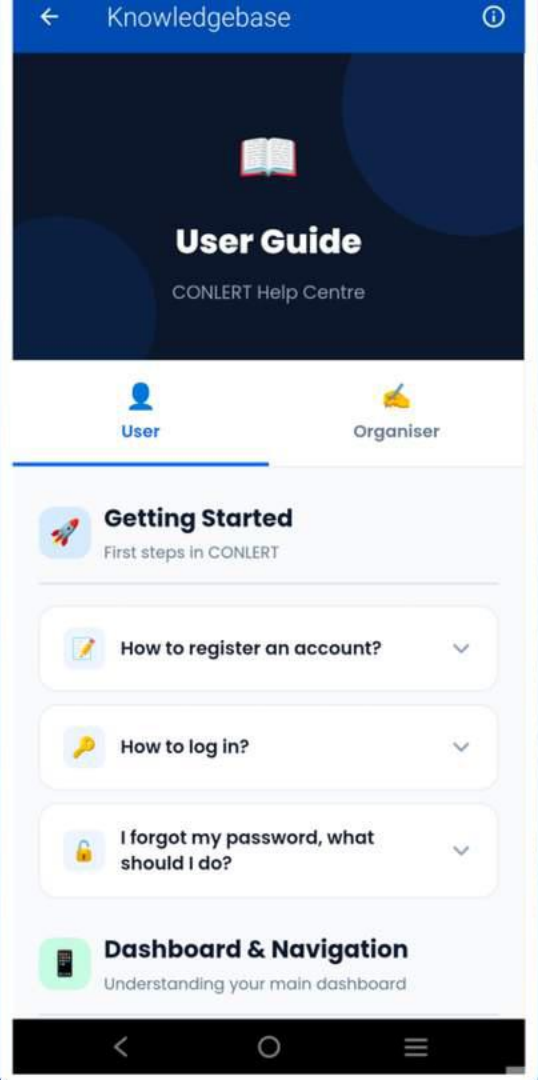 Knowledgebase
User Guide
CONLERT Help Centre
User
Organiser
Getting Started
First steps in CONLERT
How to register an account?
How to log in?
I forgot my password, what
should I do?
Dashboard & Navigation
Understanding your main dashboard